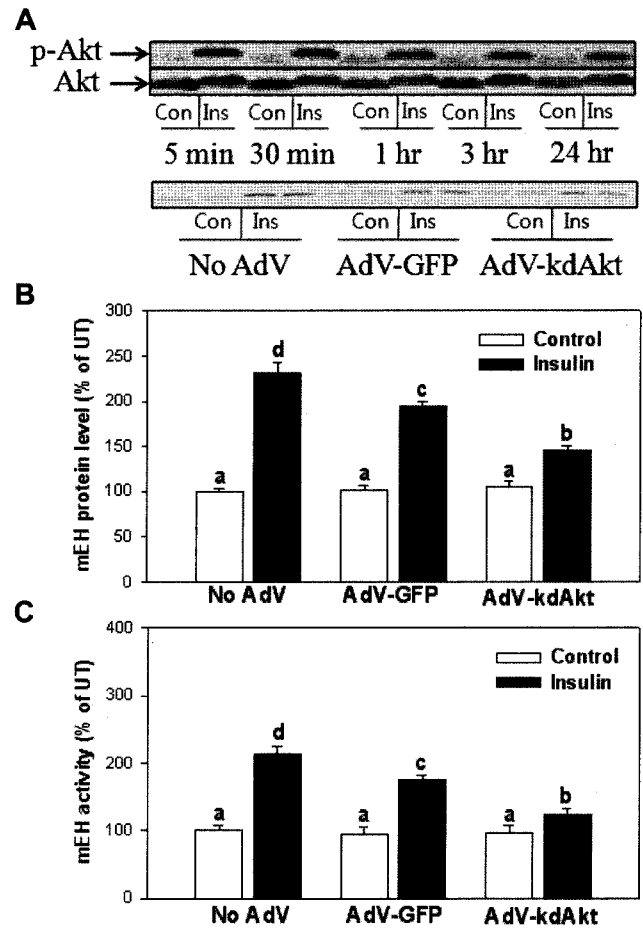 A
p-Akt
Akt
Con Ins Con Ins Con Ins Con Ins Con Ins
5 min 30 min 1 hr 3 hr 24 hr
Con Ins Con Ins Con Ins
No AdV AdV-GFP AdV-kdAkt
B
mEH protein level (% of UT)
300
250
200
150
100
50
0
Control
Insulin
a d a c a b
No AdV AdV-GFP AdV-kdAkt
C
mEH activity (% of UT)
400
300
200
100
0
Control
Insulin
a d a c a b
No AdV AdV-GFP AdV-kdAkt